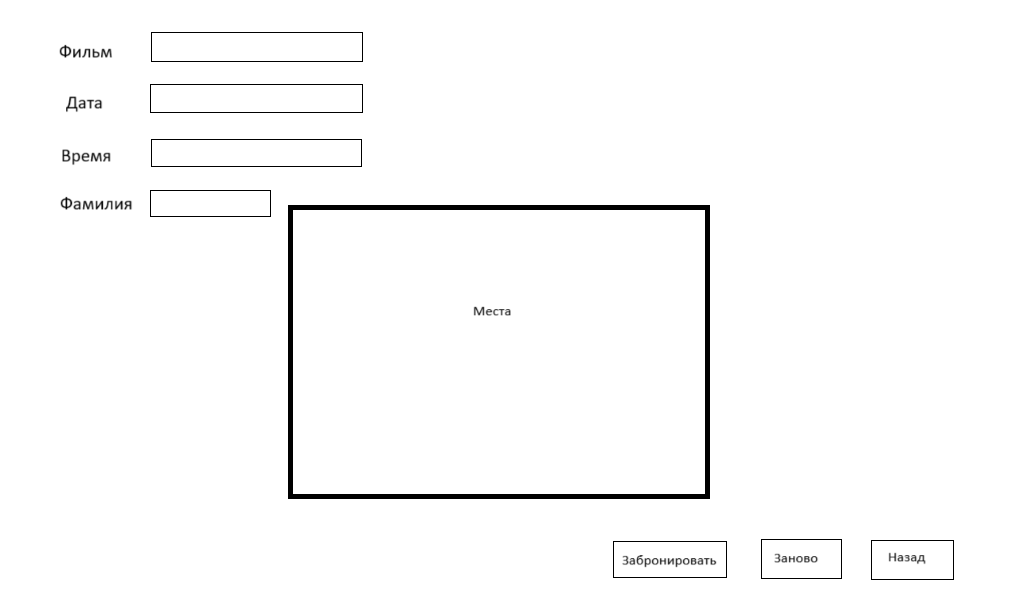 Фильм
Дата
Время
Фамилия
Места
Забронировать
Заново
Назад